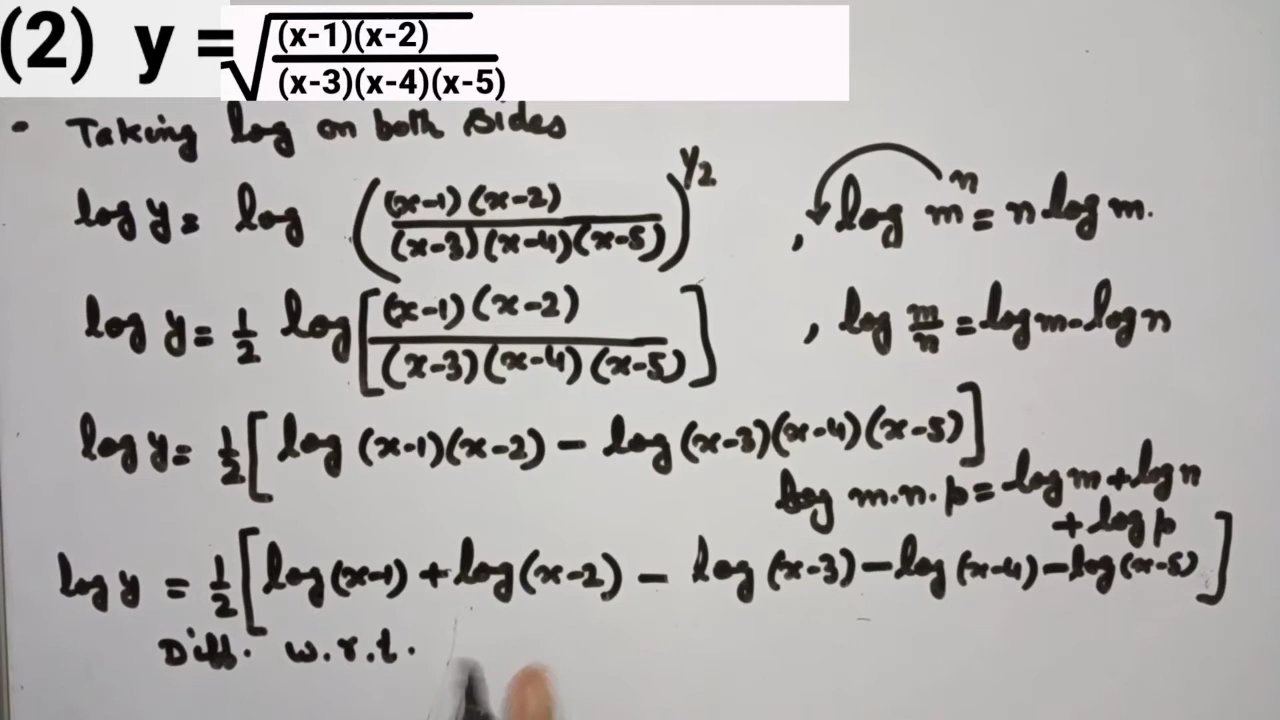 (2) y = √((x-1)(x-2) / (x-3)(x-4)(x-5))
• Taking log on both sides
log y = log ((x-1)(x-2) / (x-3)(x-4)(x-5))^1/2 , log m^n = n log m.
log y = 1/2 log[(x-1)(x-2) / (x-3)(x-4)(x-5)] , log m/n = log m - log n
log y = 1/2[log (x-1)(x-2) - log (x-3)(x-4)(x-5)]
log m.n.p = log m + log n
+ log p
log y = 1/2[log(x-1) + log(x-2) - log (x-3) - log (x-4) - log(x-5)]
Diff. w.r.t.